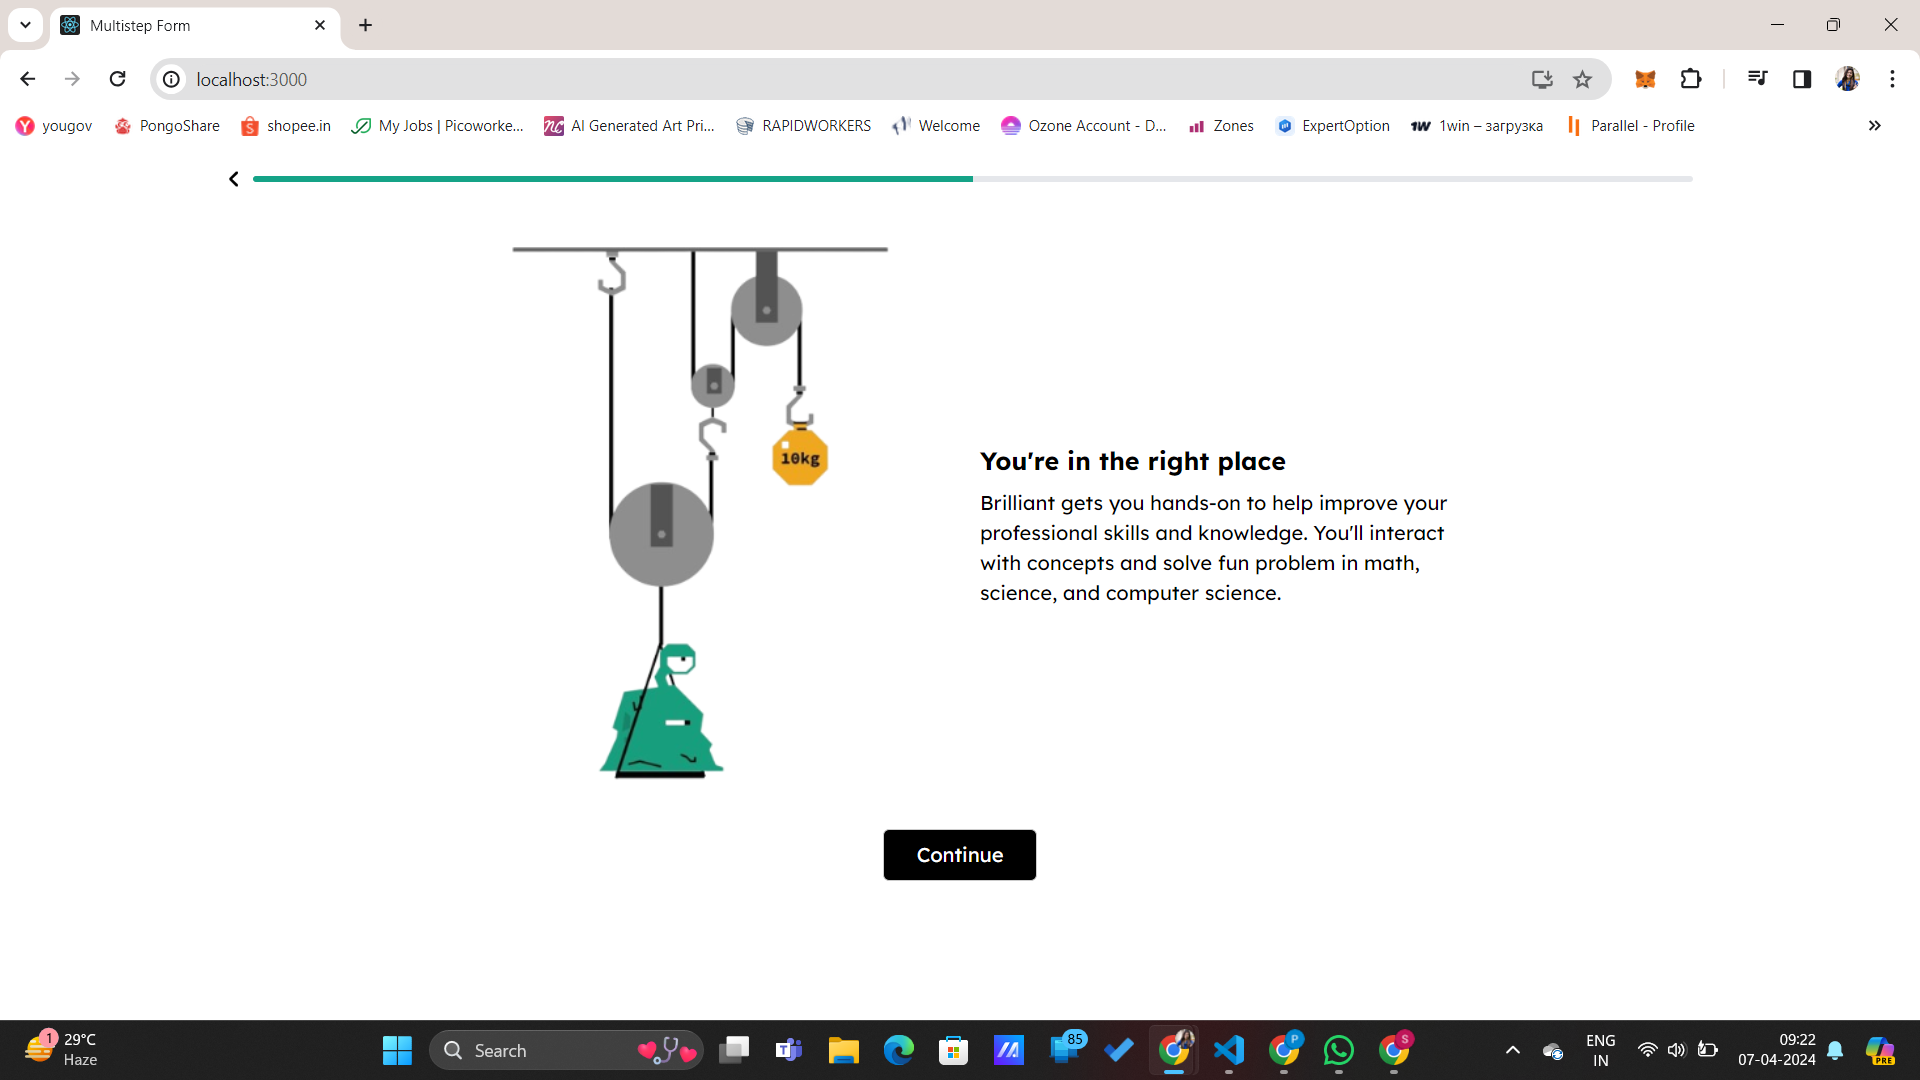 Multistep Form
localhost:3000
yougov PongoShare shopee.in My Jobs | Picoworke... AI Generated Art Pri... RAPIDWORKERS Welcome Ozone Account - D... Zones ExpertOption 1win – загрузка Parallel - Profile
10kg
You're in the right place
Brilliant gets you hands-on to help improve your
professional skills and knowledge. You'll interact
with concepts and solve fun problem in math,
science, and computer science.
Continue
1
29°C
Haze
Search
85
P
S
ENG
IN
09:22
07-04-2024
PRE